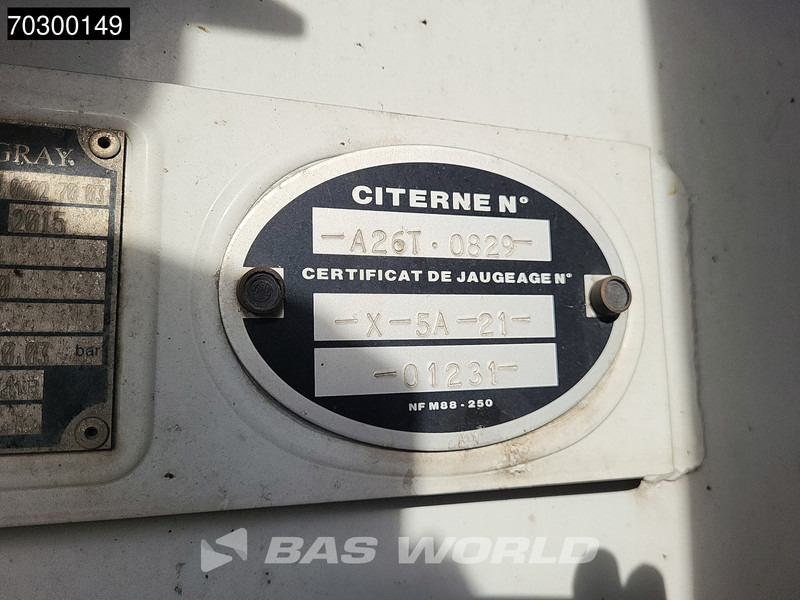 70300149
GRAY
2015
bar
CITERNE N°
-A26T·0829-
CERTIFICAT DE JAUGEAGE N°
-X-5A-21-
-01231-
NF M88-250
BAS WORLD